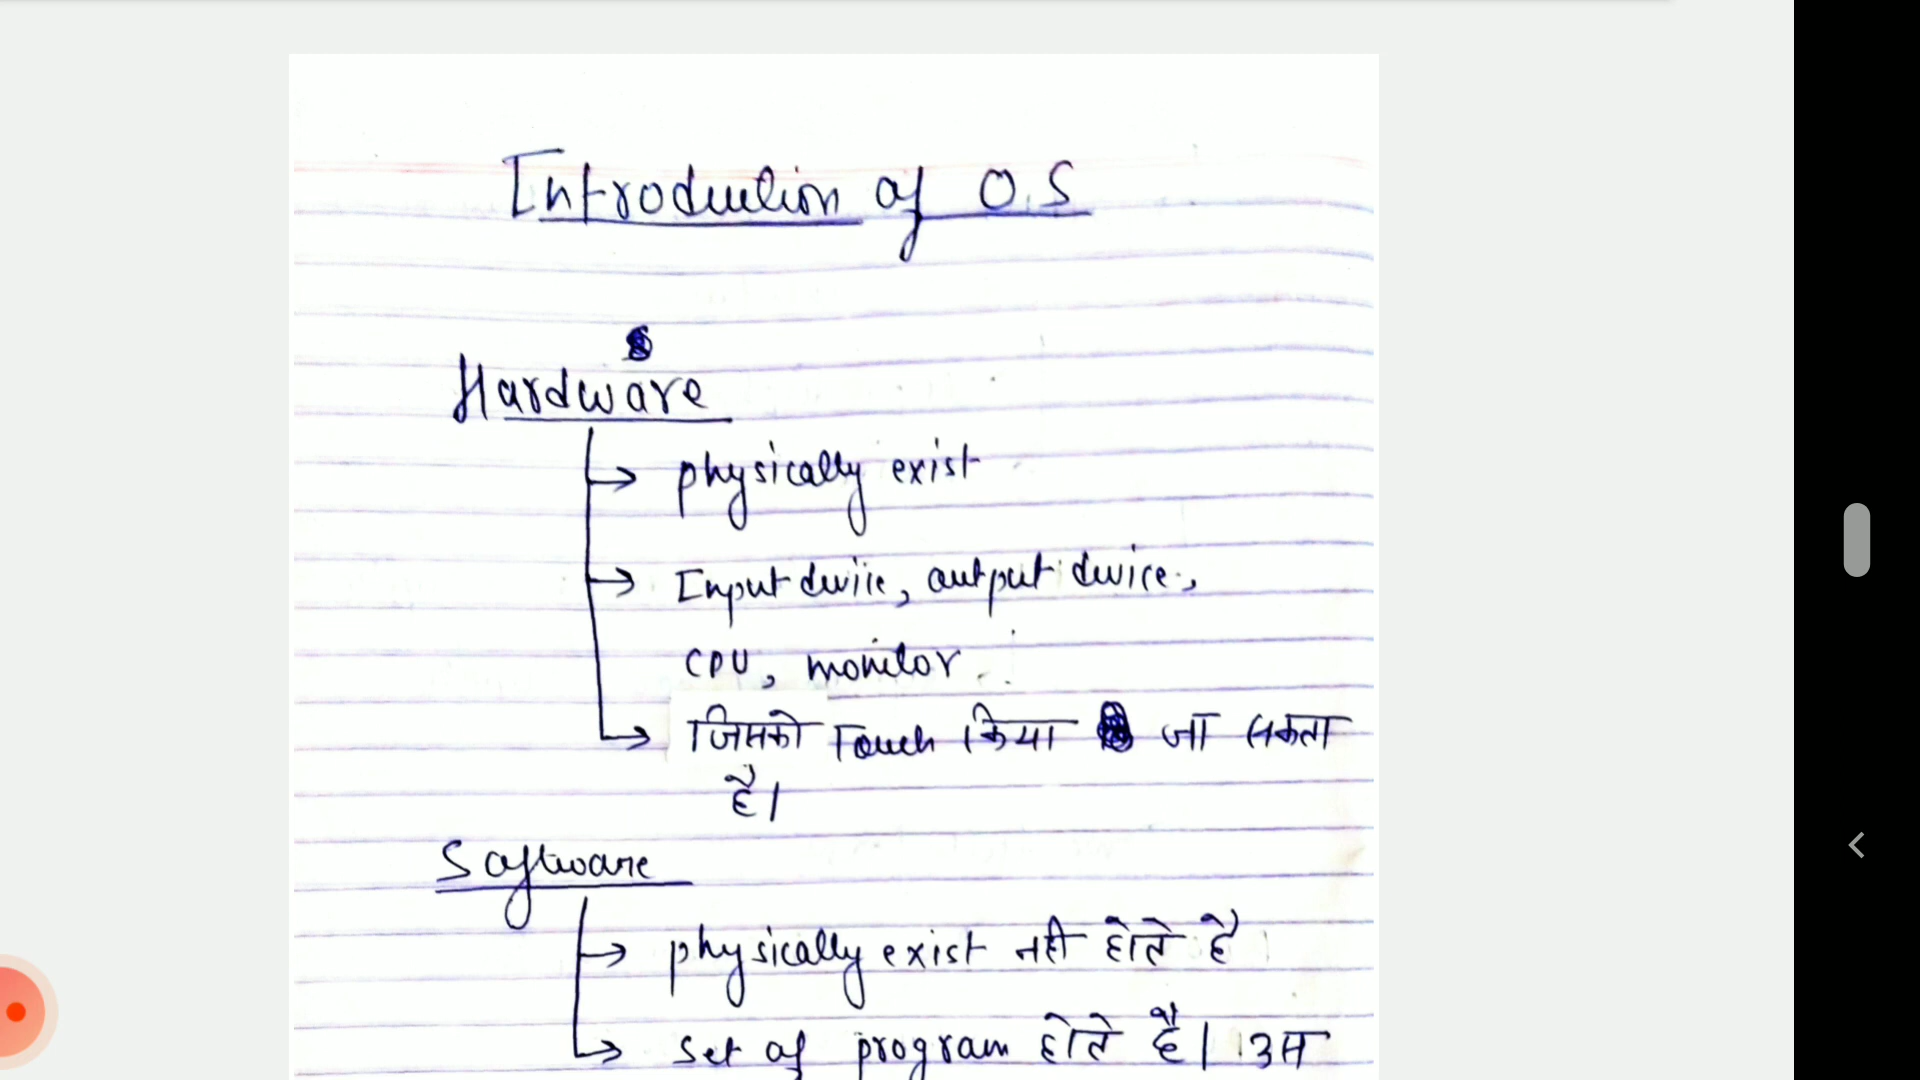 Introduction of O.S
Hardware
physically exist
Input device, output device,
CPU, monitor
जिसको Touch किया जा सकता
है।
Software
physically exist नही होते है
set of program होते है। उस